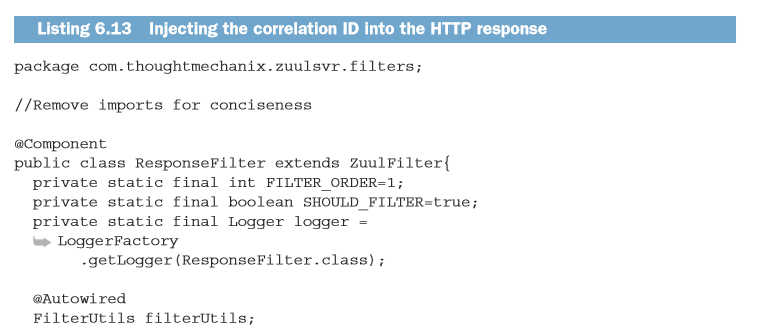 Listing 6.13 Injecting the correlation ID into the HTTP response
package com.thoughtmechanix.zuulsvr.filters;
//Remove imports for conciseness
@Component
public class ResponseFilter extends ZuulFilter{
private static final int FILTER_ORDER=1;
private static final boolean SHOULD_FILTER=true;
private static final Logger logger =
LoggerFactory
.getLogger(ResponseFilter.class);
@Autowired
FilterUtils filterUtils;